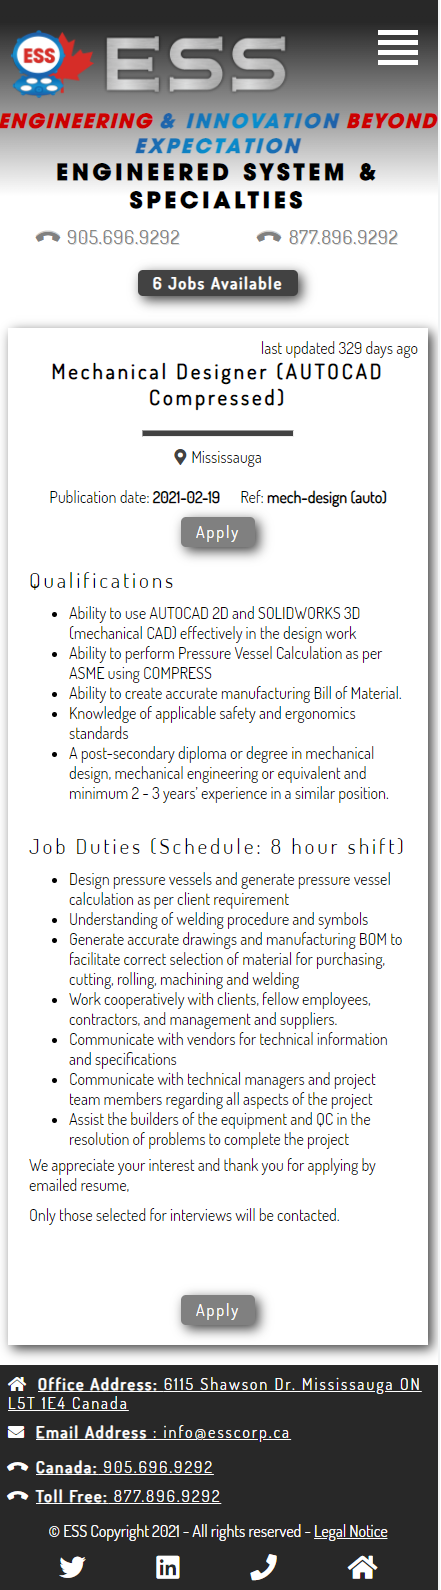 ESS ESS
ENGINEERING & INNOVATION BEYOND
EXPECTATION
ENGINEERED SYSTEM &
SPECIALTIES
905.696.9292 877.896.9292
6 Jobs Available
last updated 329 days ago
Mechanical Designer (AUTOCAD
Compressed)
Mississauga
Publication date: 2021-02-19 Ref: mech-design (auto)
Apply
Qualifications
• Ability to use AUTOCAD 2D and SOLIDWORKS 3D
(mechanical CAD) effectively in the design work
• Ability to perform Pressure Vessel Calculation as per
ASME using COMPRESS
• Ability to create accurate manufacturing Bill of Material.
• Knowledge of applicable safety and ergonomics
standards
• A post-secondary diploma or degree in mechanical
design, mechanical engineering or equivalent and
minimum 2 - 3 years’ experience in a similar position.
Job Duties (Schedule: 8 hour shift)
• Design pressure vessels and generate pressure vessel
calculation as per client requirement
• Understanding of welding procedure and symbols
• Generate accurate drawings and manufacturing BOM to
facilitate correct selection of material for purchasing,
cutting, rolling, machining and welding
• Work cooperatively with clients, fellow employees,
contractors, and management and suppliers.
• Communicate with vendors for technical information
and specifications
• Communicate with technical managers and project
team members regarding all aspects of the project
• Assist the builders of the equipment and QC in the
resolution of problems to complete the project
We appreciate your interest and thank you for applying by
emailed resume,
Only those selected for interviews will be contacted.
Apply
Office Address: 6115 Shawson Dr. Mississauga ON
L5T 1E4 Canada
Email Address : info@esscorp.ca
Canada: 905.696.9292
Toll Free: 877.896.9292
© ESS Copyright 2021 - All rights reserved - Legal Notice